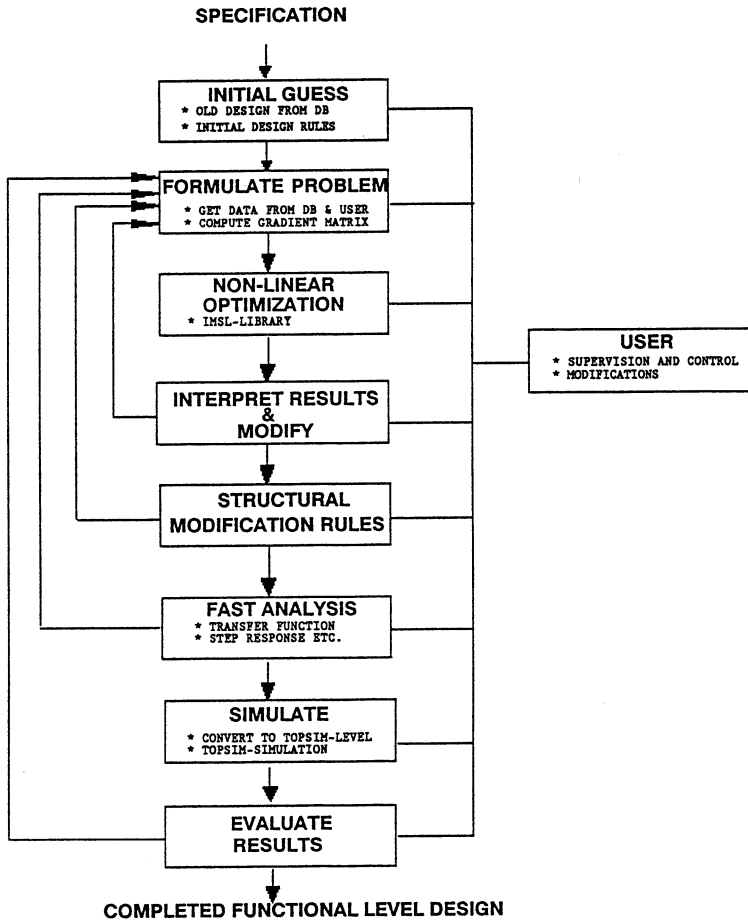 SPECIFICATION
INITIAL GUESS
* OLD DESIGN FROM DB
* INITIAL DESIGN RULES
FORMULATE PROBLEM
* GET DATA FROM DB & USER
* COMPUTE GRADIENT MATRIX
NON-LINEAR
OPTIMIZATION
* IMSL-LIBRARY
USER
* SUPERVISION AND CONTROL
* MODIFICATIONS
INTERPRET RESULTS
&
MODIFY
STRUCTURAL
MODIFICATION RULES
FAST ANALYSIS
* TRANSFER FUNCTION
* STEP RESPONSE ETC.
SIMULATE
* CONVERT TO TOPSIM-LEVEL
* TOPSIM-SIMULATION
EVALUATE
RESULTS
COMPLETED FUNCTIONAL LEVEL DESIGN